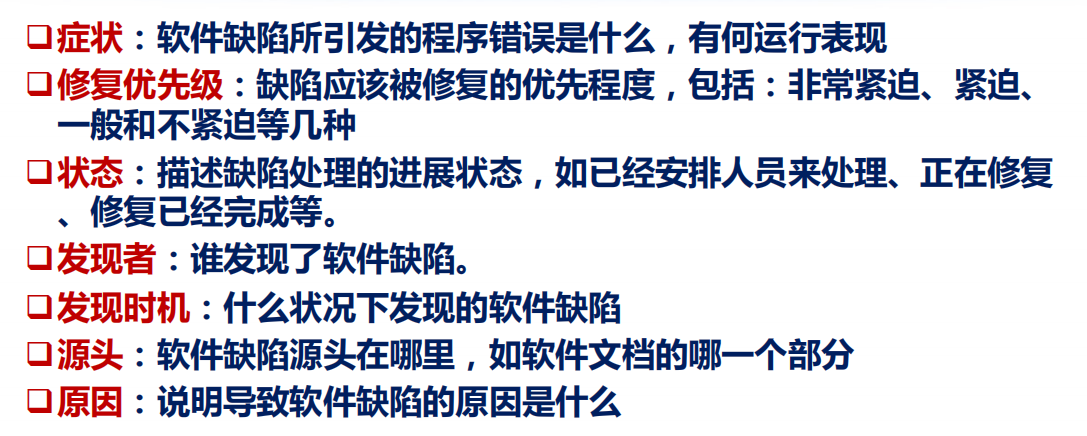 ❑症状：软件缺陷所引发的程序错误是什么，有何运行表现
❑修复优先级：缺陷应该被修复的优先程度，包括：非常紧迫、紧迫、
一般和不紧迫等几种
❑状态：描述缺陷处理的进展状态，如已经安排人员来处理、正在修复
、修复已经完成等。
❑发现者：谁发现了软件缺陷。
❑发现时机：什么状况下发现的软件缺陷
❑源头：软件缺陷源头在哪里，如软件文档的哪一个部分
❑原因：说明导致软件缺陷的原因是什么